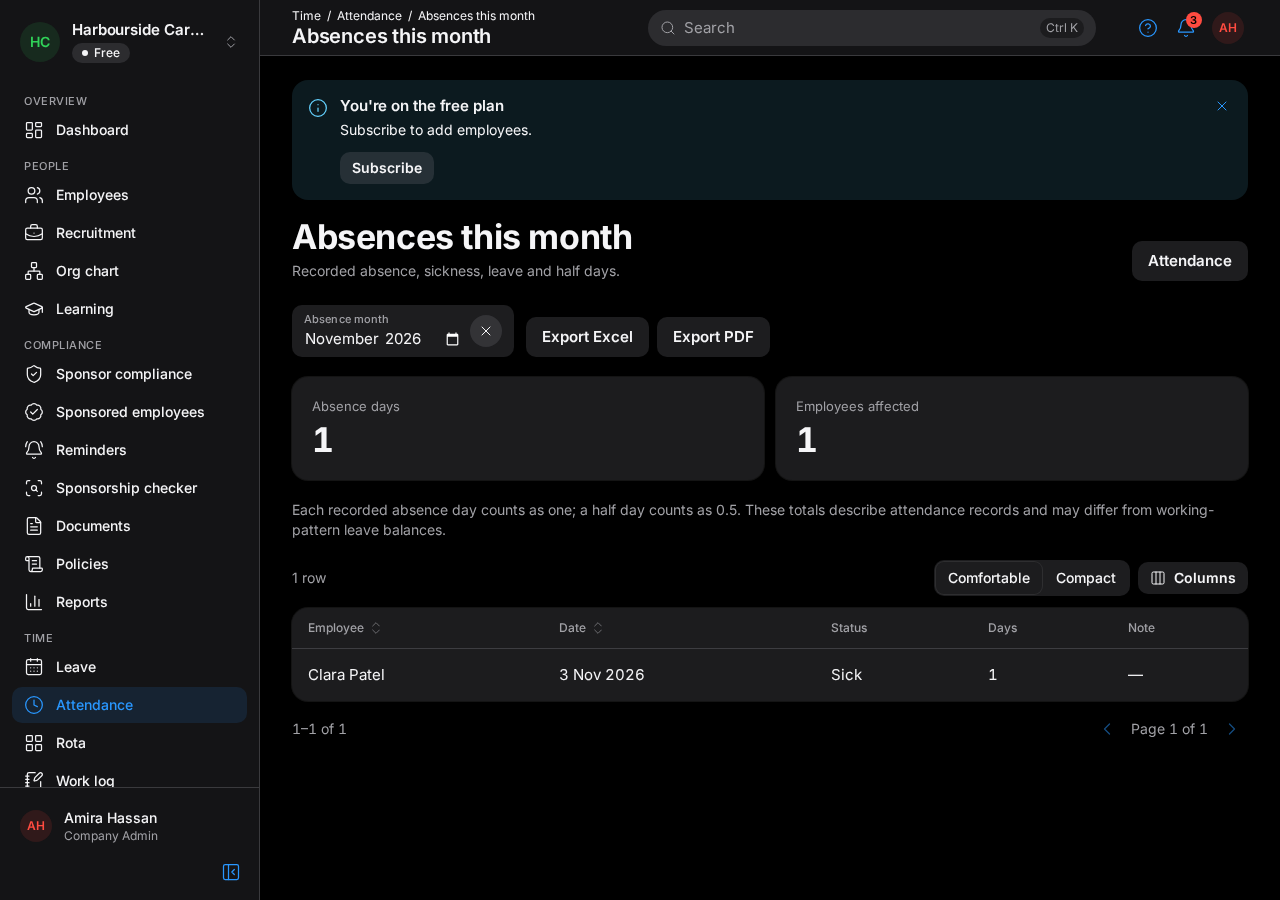 HC
Harbourside Car...
Free
OVERVIEW
Dashboard
PEOPLE
Employees
Recruitment
Org chart
Learning
COMPLIANCE
Sponsor compliance
Sponsored employees
Reminders
Sponsorship checker
Documents
Policies
Reports
TIME
Leave
Attendance
Rota
Work log
AH
Amira Hassan
Company Admin
Time / Attendance / Absences this month
Absences this month
Search
Ctrl K
3
AH
You're on the free plan
Subscribe to add employees.
Subscribe
Absences this month
Recorded absence, sickness, leave and half days.
Attendance
Absence month
November 2026
Export Excel
Export PDF
Absence days
1
Employees affected
1
Each recorded absence day counts as one; a half day counts as 0.5. These totals describe attendance records and may differ from working-
pattern leave balances.
1 row
Comfortable
Compact
Columns
Employee Date Status Days Note
Clara Patel 3 Nov 2026 Sick 1 —
1–1 of 1
Page 1 of 1